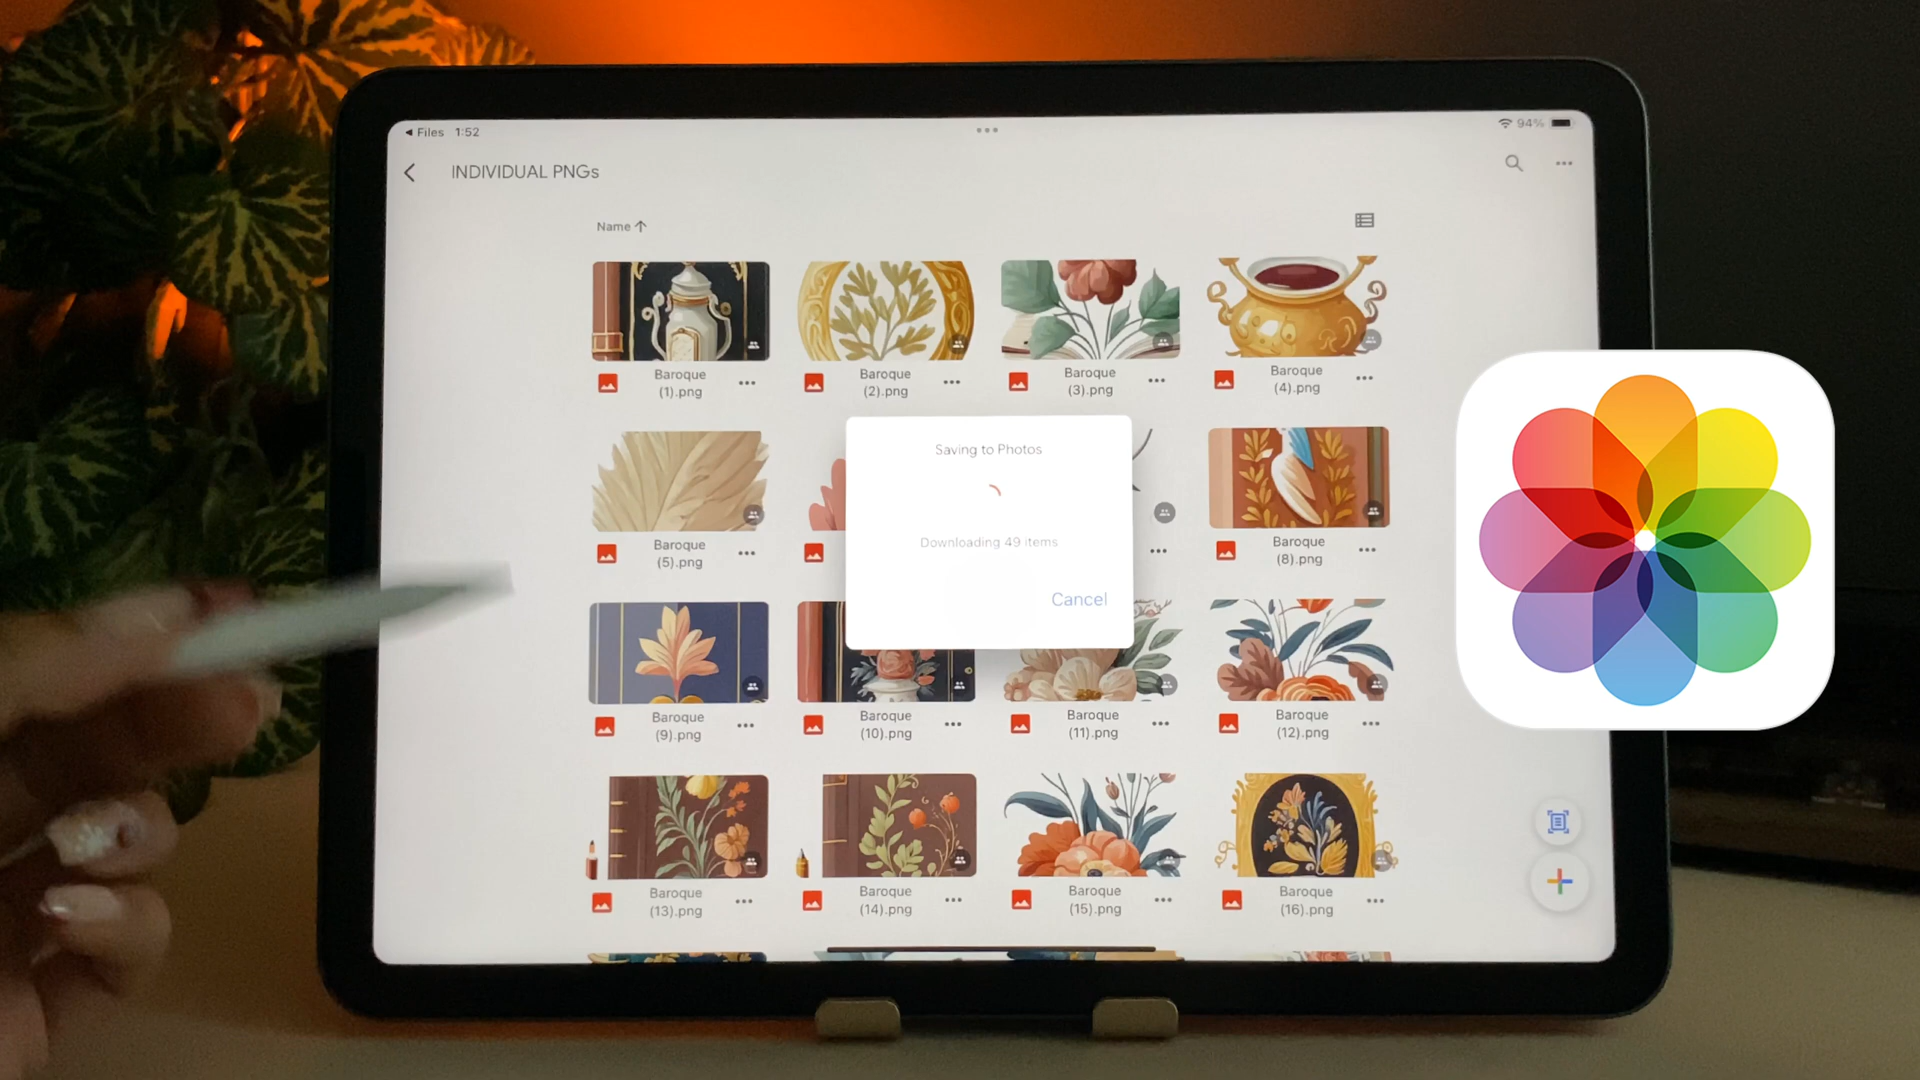 ◀ Files 1:52
94%
INDIVIDUAL PNGs
Name ↑
Baroque
(1).png
Baroque
(2).png
Baroque
(3).png
Baroque
(4).png
Saving to Photos
Downloading 49 items
Cancel
Baroque
(5).png
Baroque
(8).png
Baroque
(9).png
Baroque
(10).png
Baroque
(11).png
Baroque
(12).png
Baroque
(13).png
Baroque
(14).png
Baroque
(15).png
Baroque
(16).png